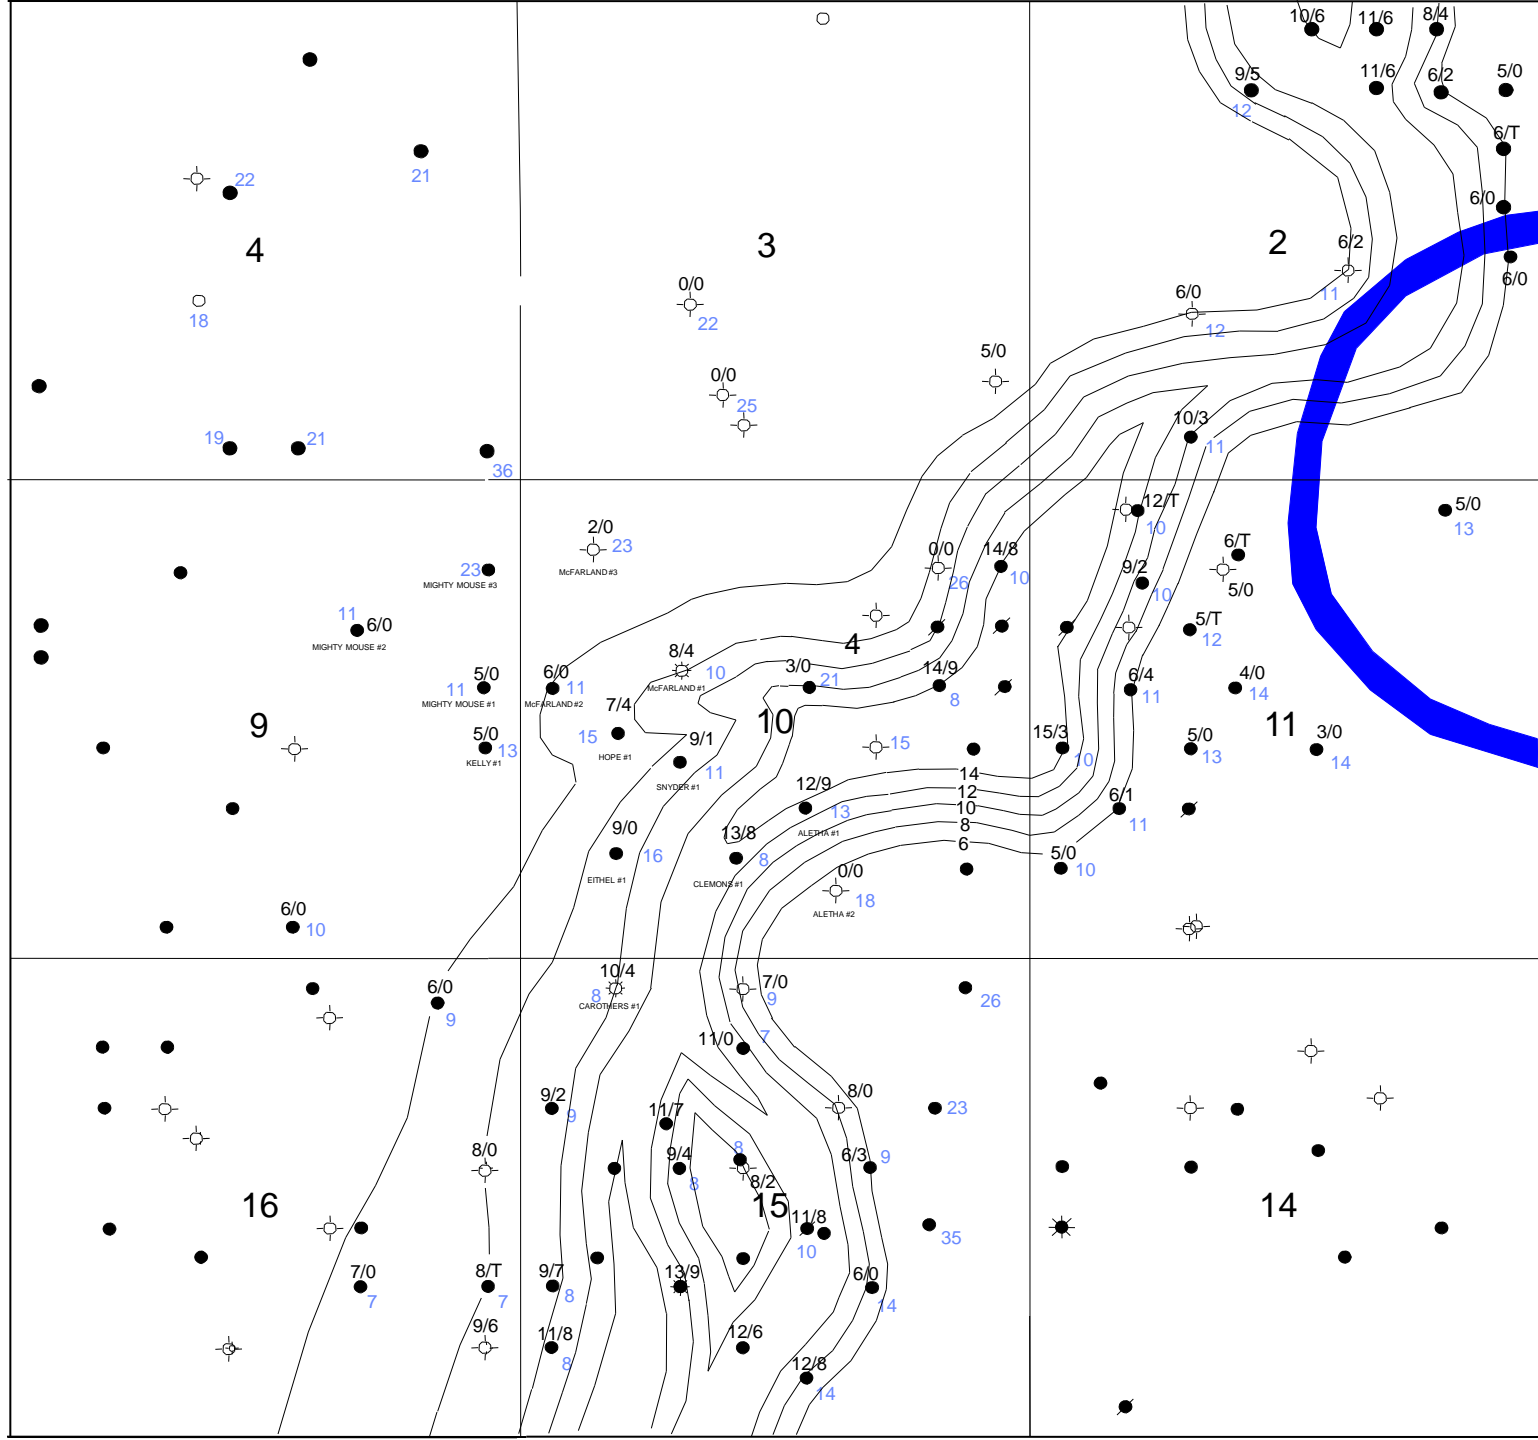 10/6 11/6 8/4
9/5 11/6 6/2 5/0
12
6/T
22 21
6/0
4 3 2 6/2
6/0
0/0 6/0 11
18 22 12
5/0
0/0
25
10/3
19 21 11
36
12/T 5/0
10 13
2/0 23 0/0 14/8 6/T
McFARLAND #3
23 9/2
MIGHTY MOUSE #3 26 10 10 5/0
11
6/0 5/T
4 12
MIGHTY MOUSE #2
8/4 10
5/0 6/0 McFARLAND #1 3/0 14/9 6/4 4/0
11 11 21 8 11 14
MIGHTY MOUSE #1 McFARLAND #2
7/4
9 10 11
5/0 15 9/1 15 15/3 5/0 3/0
13 10 13 14
KELLY #1 HOPE #1
11 14
SNYDER #1 12/9 12 6/1
13 10
ALETHA #1 11
9/0 13/8 8
16 8 6 5/0
0/0 10
EITHEL #1 CLEMONS #1
18
ALETHA #2
6/0
10
10/4 7/0
6/0 8 9 26
CAROTHERS #1
9
11/0 7
9/2 8/0
9 11/7 23
8/0 9/4 8 6/3 9
8 8/2
16 15 14
11/8
10 35
7/0 8/T 9/7 13/9 6/0
7 7 8 14
9/6 11/8 12/6
8
12/8
14